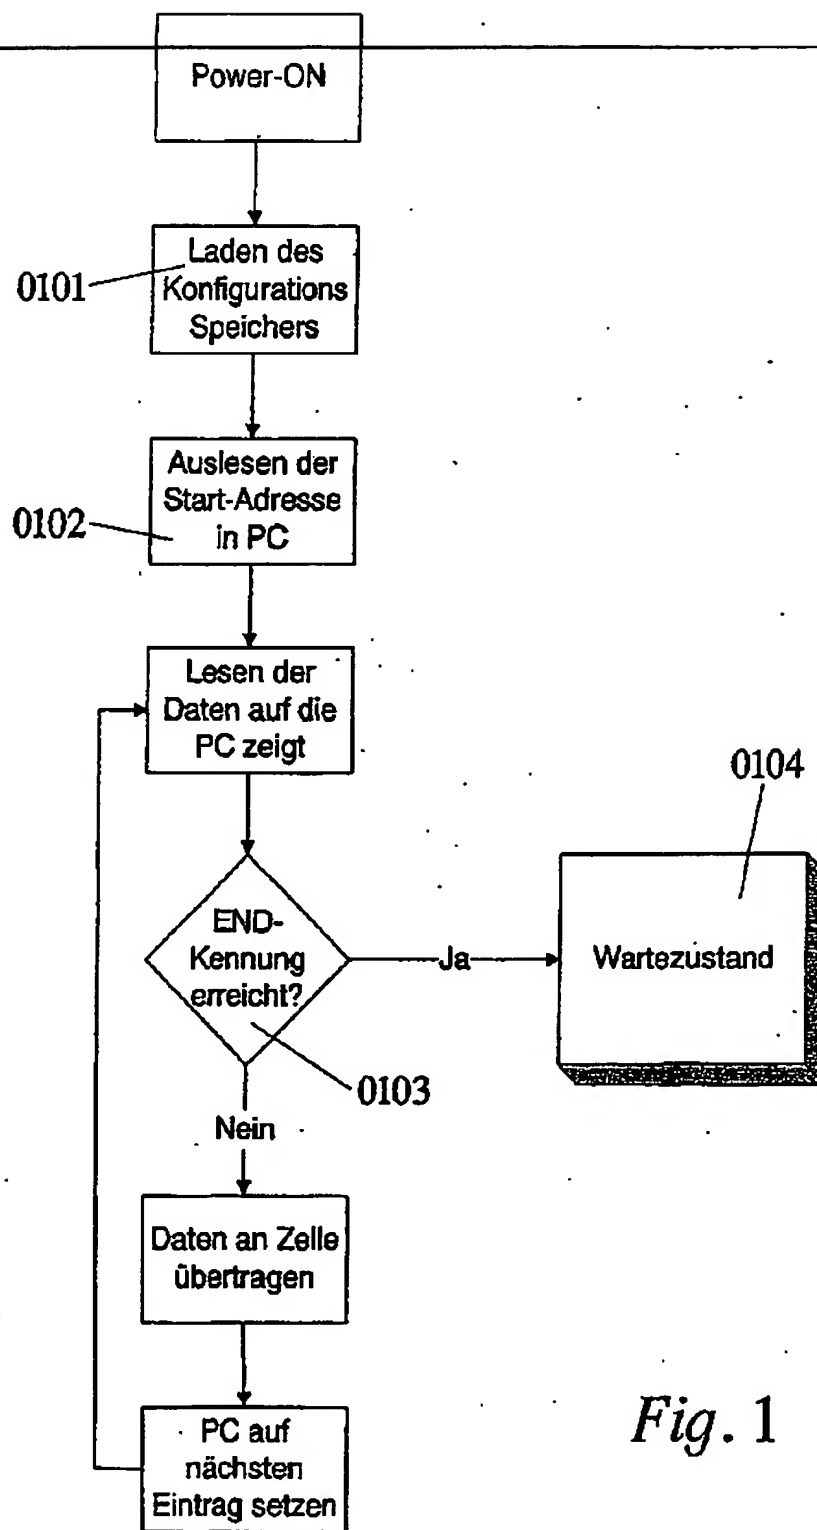 Power-ON
0101
Laden des
Konfigurations
Speichers
0102
Auslesen der
Start-Adresse
in PC
Lesen der
Daten auf die
PC zeigt
0104
END-
Kennung
erreicht?
Ja
Wartezustand
0103
Nein
Daten an Zelle
übertragen
PC auf
nächsten
Eintrag setzen
Fig. 1